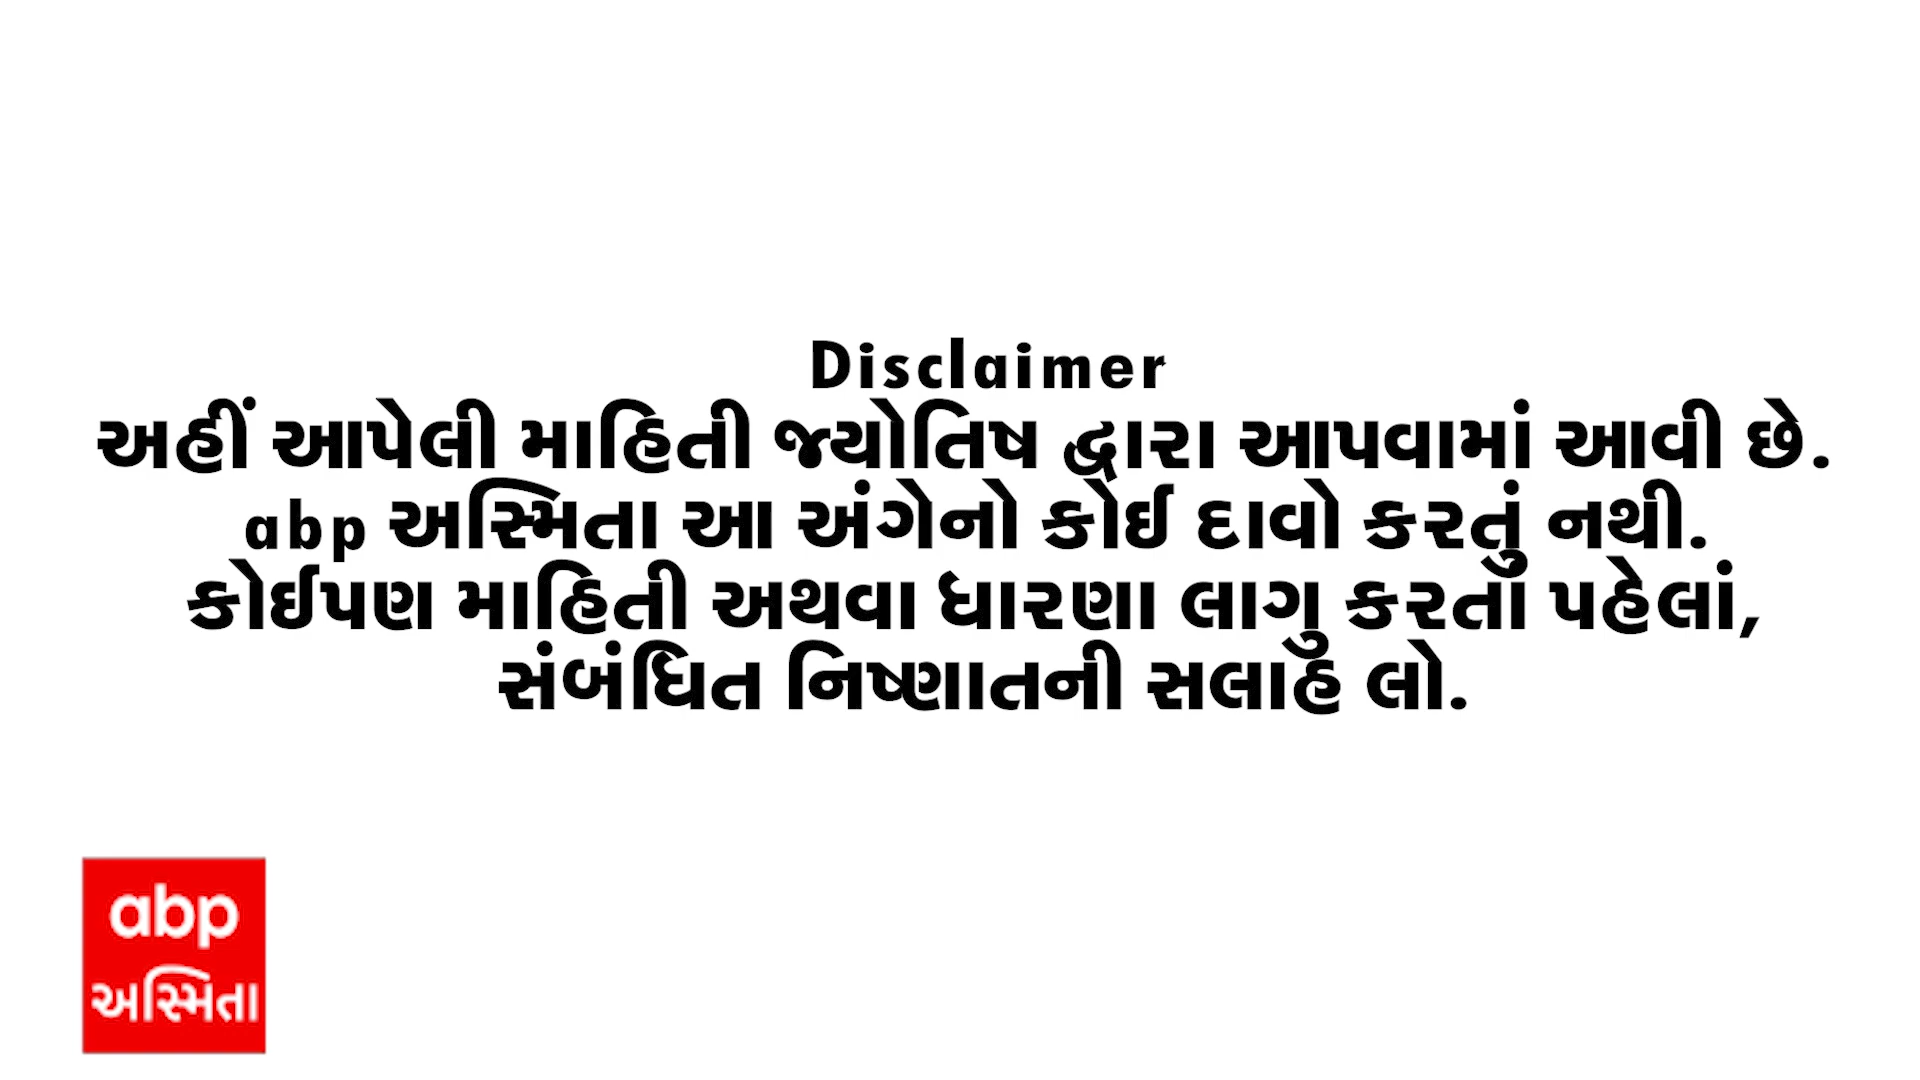 Disclaimer
અહીં આપેલી માહિતી જ્યોતિષ દ્વારા આપવામાં આવી છે.
abp અસ્મિતા આ અંગેનો કોઈ દાવો કરતું નથી.
કોઈપણ માહિતી અથવા ધારણા લાગુ કરતા પહેલાં,
સંબંધિત નિષ્ણાતની સલાહ લો.
abp
અસ્મિતા